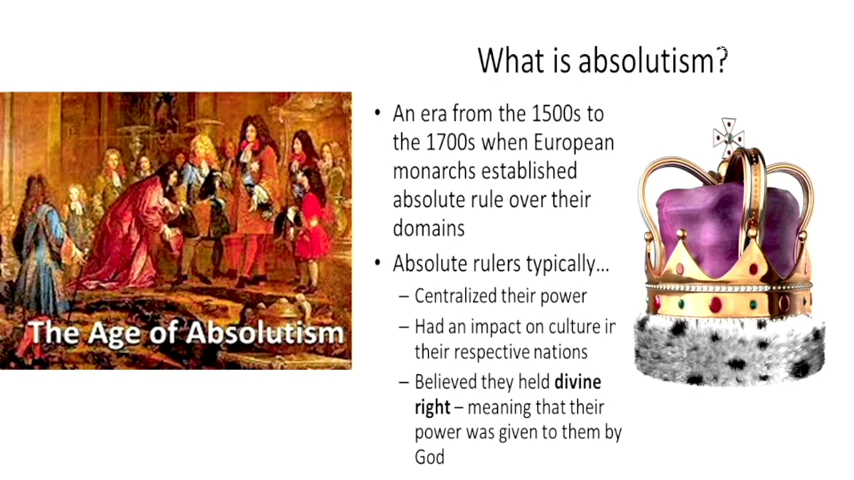 What is absolutism?
The Age of Absolutism
• An era from the 1500s to
the 1700s when European
monarchs established
absolute rule over their
domains
• Absolute rulers typically...
– Centralized their power
– Had an impact on culture in
their respective nations
– Believed they held divine
right – meaning that their
power was given to them by
God